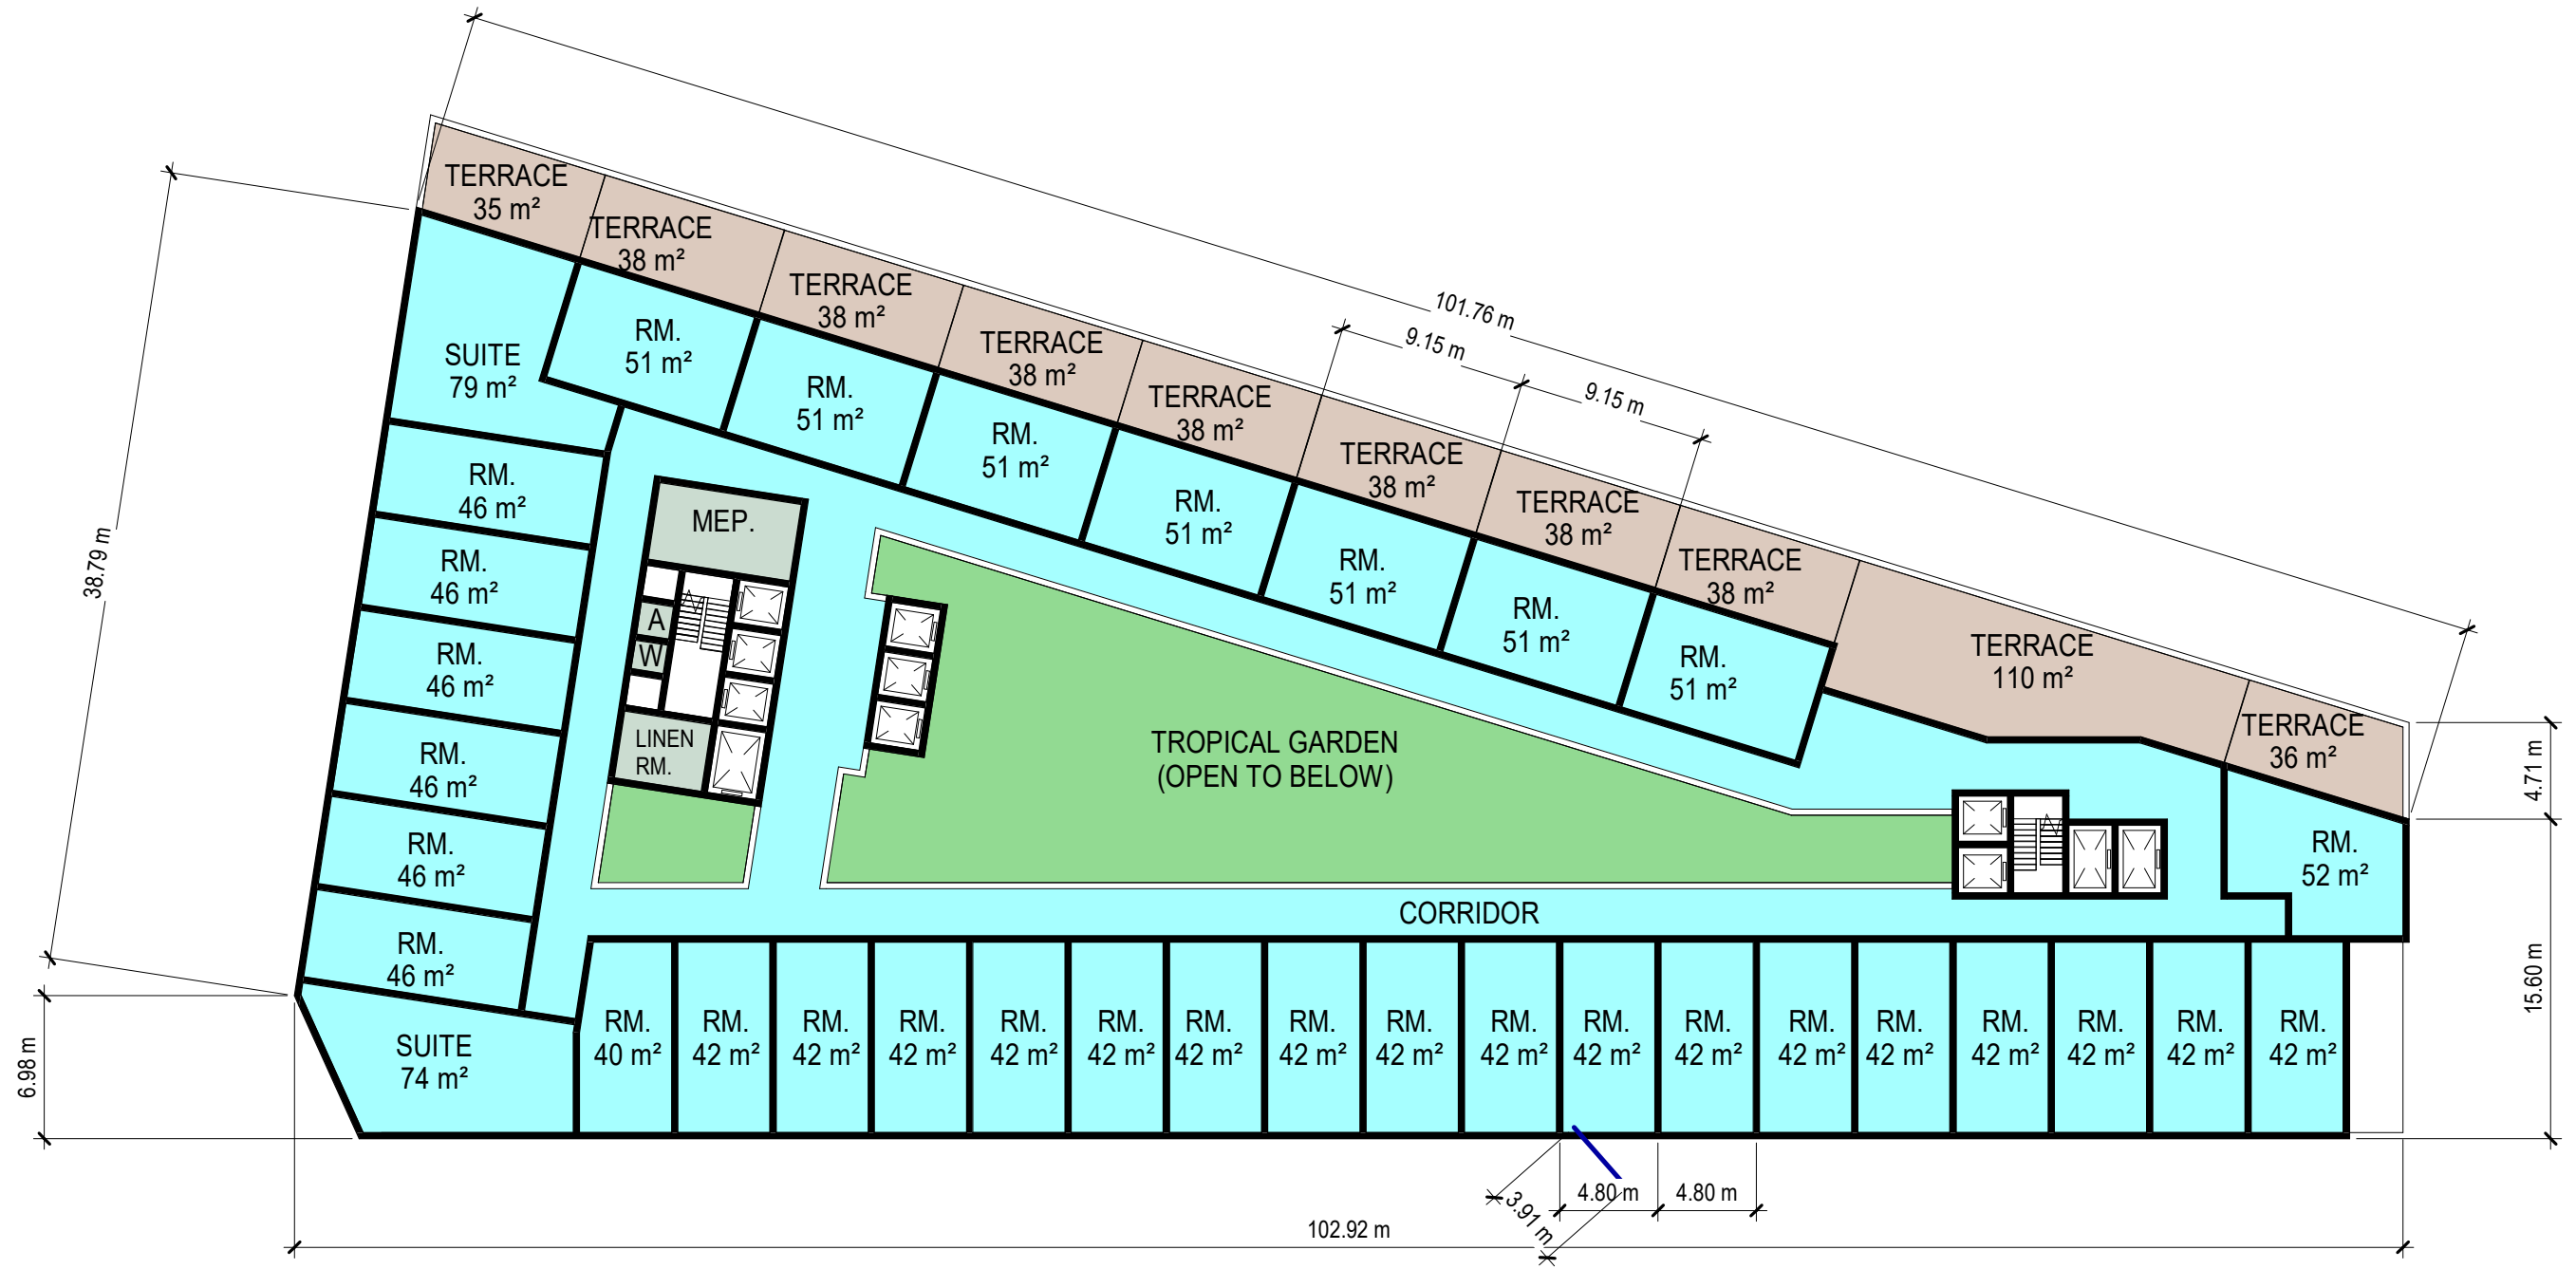 TERRACE
35 m²
TERRACE
38 m²
TERRACE
38 m²
TERRACE
38 m²
TERRACE
38 m²
TERRACE
38 m²
TERRACE
38 m²
TERRACE
38 m²
TERRACE
110 m²
TERRACE
36 m²
101.76 m
9.15 m
9.15 m
38.79 m
SUITE
79 m²
RM.
51 m²
RM.
51 m²
RM.
51 m²
RM.
51 m²
RM.
51 m²
RM.
51 m²
RM.
51 m²
RM.
46 m²
RM.
46 m²
RM.
46 m²
RM.
46 m²
RM.
46 m²
RM.
46 m²
MEP.
A
W
LINEN
RM.
TROPICAL GARDEN
(OPEN TO BELOW)
4.71 m
RM.
52 m²
CORRIDOR
15.60 m
6.98 m
SUITE
74 m²
RM.
40 m²
RM.
42 m²
RM.
42 m²
RM.
42 m²
RM.
42 m²
RM.
42 m²
RM.
42 m²
RM.
42 m²
RM.
42 m²
RM.
42 m²
RM.
42 m²
RM.
42 m²
RM.
42 m²
RM.
42 m²
RM.
42 m²
RM.
42 m²
RM.
42 m²
RM.
42 m²
3.91 m
4.80 m
4.80 m
102.92 m